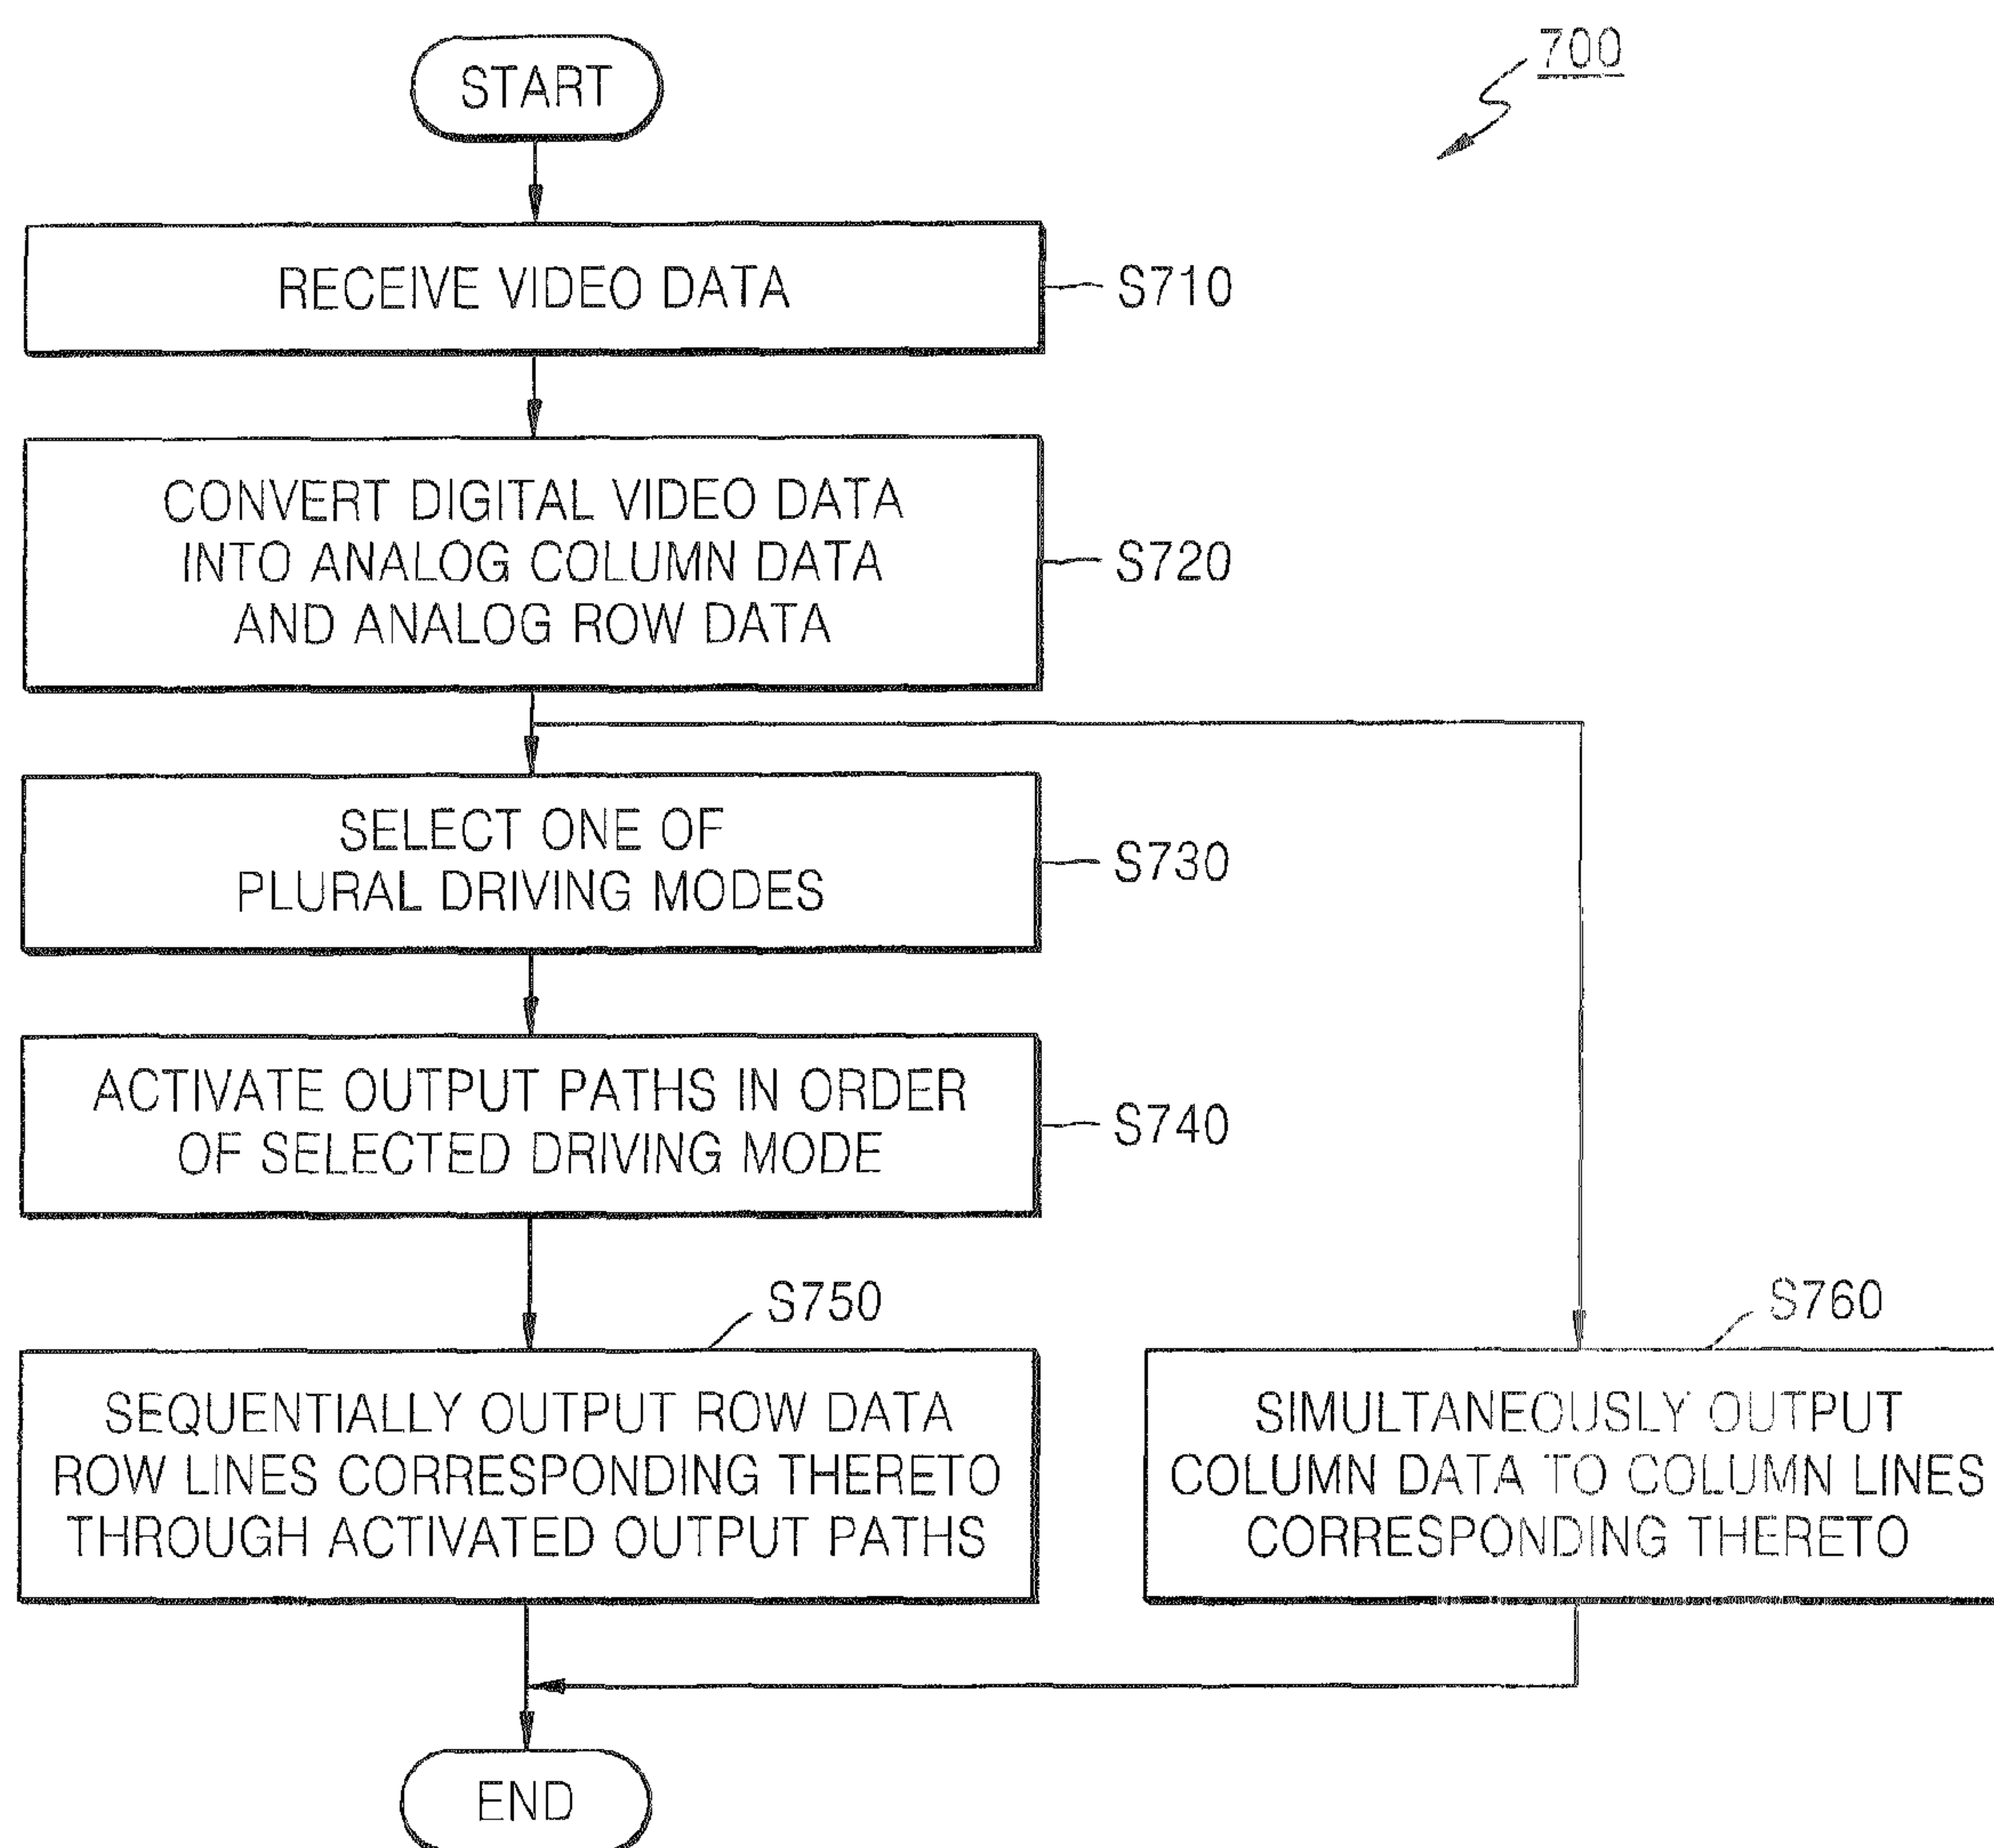 700
START
RECEIVE VIDEO DATA
S710
CONVERT DIGITAL VIDEO DATA
INTO ANALOG COLUMN DATA
AND ANALOG ROW DATA
S720
SELECT ONE OF
PLURAL DRIVING MODES
S730
ACTIVATE OUTPUT PATHS IN ORDER
OF SELECTED DRIVING MODE
S740
S750
SEQUENTIALLY OUTPUT ROW DATA
ROW LINES CORRESPONDING THERETO
THROUGH ACTIVATED OUTPUT PATHS
S760
SIMULTANEOUSLY OUTPUT
COLUMN DATA TO COLUMN LINES
CORRESPONDING THERETO
END